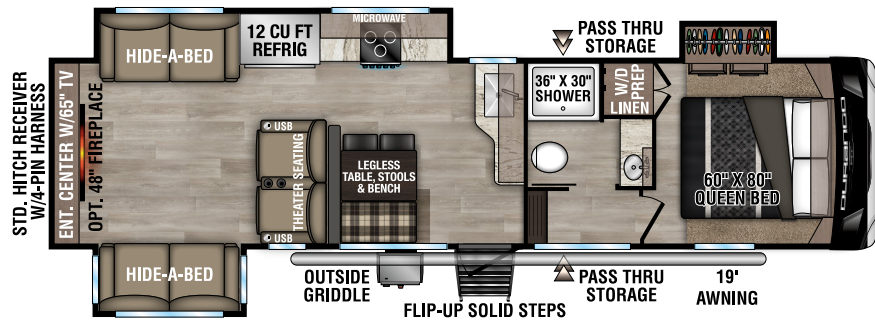 STD. HITCH RECEIVER
W/4-PIN HARNESS
ENT. CENTER W/65" TV
OPT. 48" FIREPLACE
HIDE-A-BED
12 CU FT
REFRIG
MICROWAVE
PASS THRU
STORAGE
36" X 30"
SHOWER
W/D
PREP
LINEN
USB
THEATER SEATING
USB
LEGLESS
TABLE, STOOLS
& BENCH
60" X 80"
QUEEN BED
DURANGO
HIDE-A-BED
OUTSIDE
GRIDDLE
FLIP-UP SOLID STEPS
PASS THRU
STORAGE
19'
AWNING